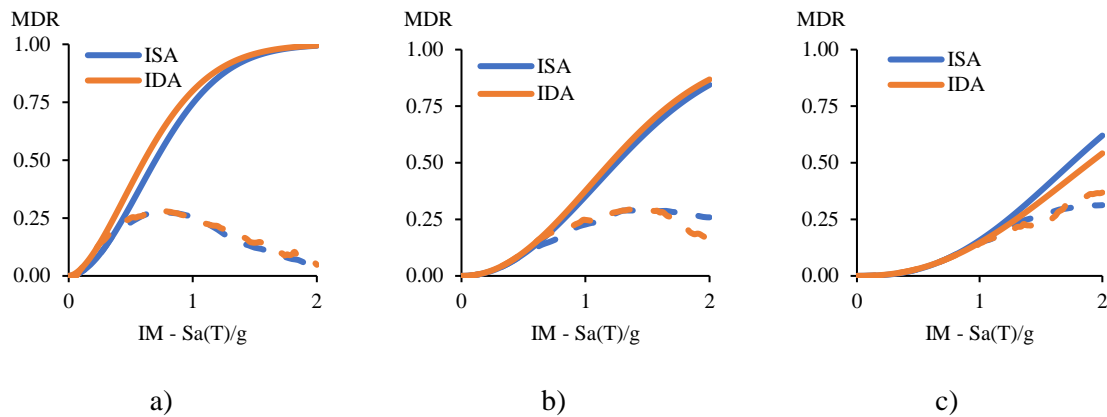 MDR
1.00
0.75
0.50
0.25
0.00
ISA
IDA
0 1 2
IM - Sa(T)/g
a)
MDR
1.00
0.75
0.50
0.25
0.00
ISA
IDA
0 1 2
IM - Sa(T)/g
b)
MDR
1.00
0.75
0.50
0.25
0.00
ISA
IDA
0 1 2
IM - Sa(T)/g
c)